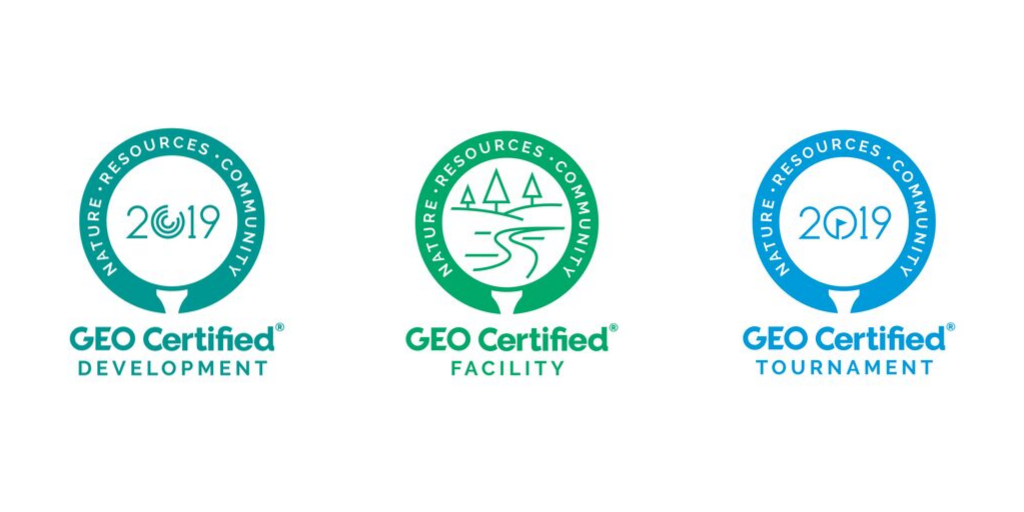 NATURE · RESOURCES · COMMUNITY
2019
GEO Certified®
DEVELOPMENT
NATURE · RESOURCES · COMMUNITY
GEO Certified®
FACILITY
NATURE · RESOURCES · COMMUNITY
2019
GEO Certified®
TOURNAMENT